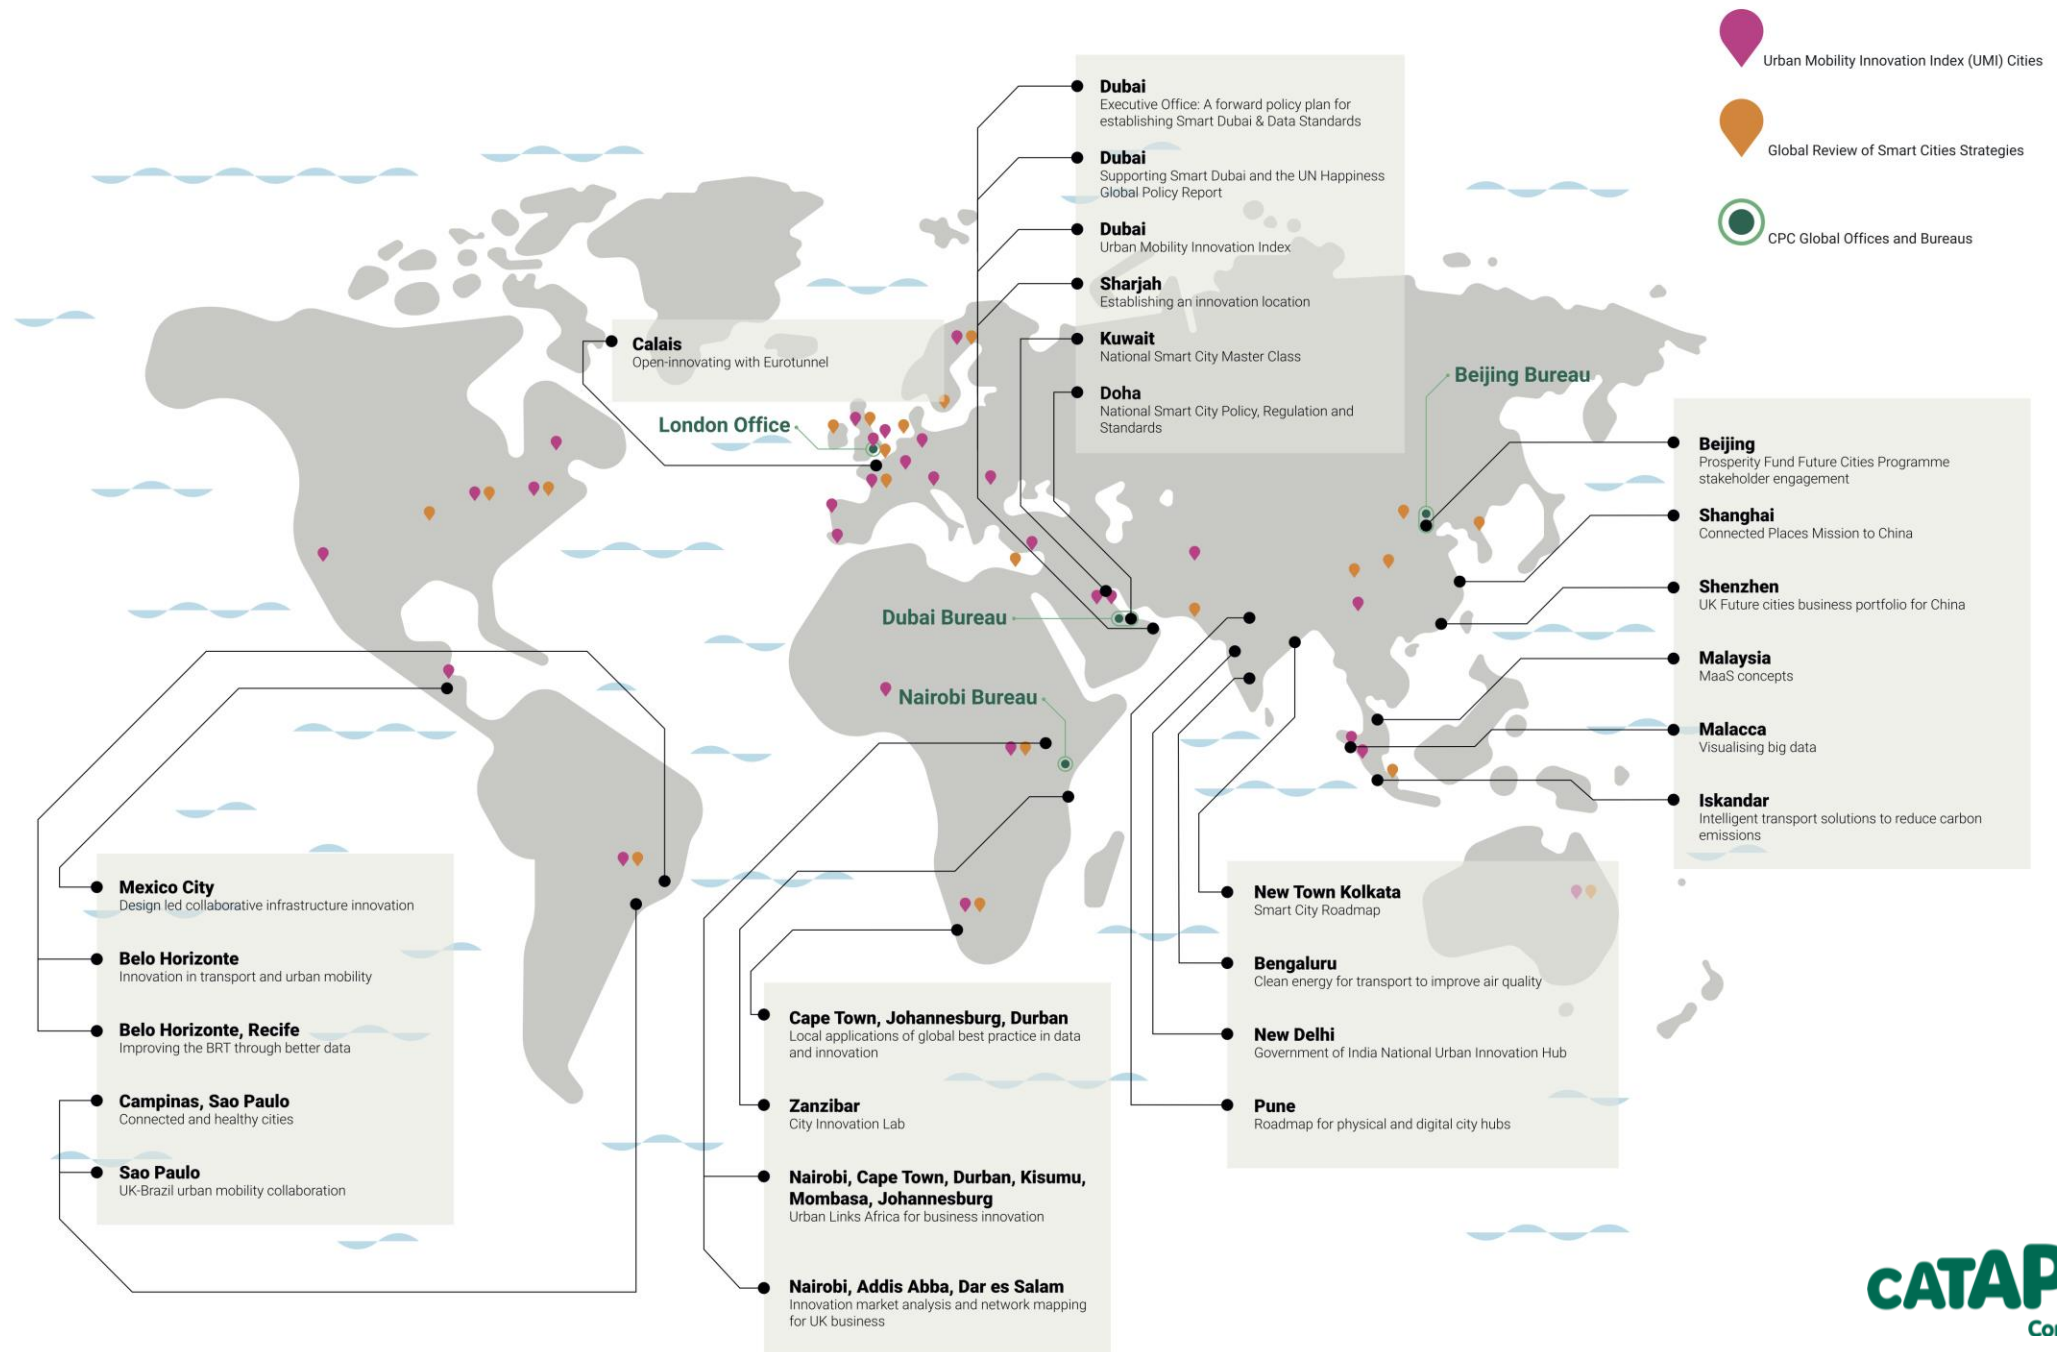 Urban Mobility Innovation Index (UMI) Cities
Global Review of Smart Cities Strategies
CPC Global Offices and Bureaus
Dubai
Executive Office: A forward policy plan for
establishing Smart Dubai & Data Standards
Dubai
Supporting Smart Dubai and the UN Happiness
Global Policy Report
Dubai
Urban Mobility Innovation Index
Sharjah
Establishing an innovation location
Kuwait
National Smart City Master Class
Doha
National Smart City Policy, Regulation and
Standards
Calais
Open-innovating with Eurotunnel
London Office
Beijing Bureau
Dubai Bureau
Nairobi Bureau
Beijing
Prosperity Fund Future Cities Programme
stakeholder engagement
Shanghai
Connected Places Mission to China
Shenzhen
UK Future cities business portfolio for China
Malaysia
MaaS concepts
Malacca
Visualising big data
Iskandar
Intelligent transport solutions to reduce carbon
emissions
Mexico City
Design led collaborative infrastructure innovation
Belo Horizonte
Innovation in transport and urban mobility
Belo Horizonte, Recife
Improving the BRT through better data
Campinas, Sao Paulo
Connected and healthy cities
Sao Paulo
UK-Brazil urban mobility collaboration
Cape Town, Johannesburg, Durban
Local applications of global best practice in data
and innovation
Zanzibar
City Innovation Lab
Nairobi, Cape Town, Durban, Kisumu,
Mombasa, Johannesburg
Urban Links Africa for business innovation
Nairobi, Addis Abba, Dar es Salam
Innovation market analysis and network mapping
for UK business
New Town Kolkata
Smart City Roadmap
Bengaluru
Clean energy for transport to improve air quality
New Delhi
Government of India National Urban Innovation Hub
Pune
Roadmap for physical and digital city hubs
CATAP